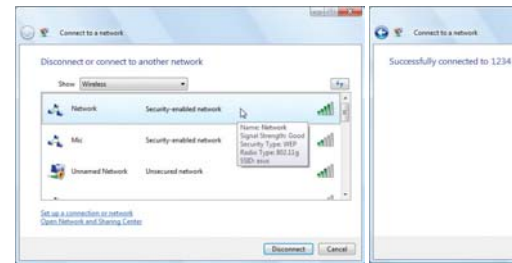 Connect to a network
Disconnect or connect to another network
Show Wireless
Network Security-enabled network
Name: Network
Signal Strength: Good
Security Type: WEP
Radio Type: 802.11g
SSID: asus
Mic Security-enabled network
Unnamed Network Unsecured network
Set up a connection or network
Open Network and Sharing Center
Disconnect Cancel
Connect to a network
Successfully connected to 1234